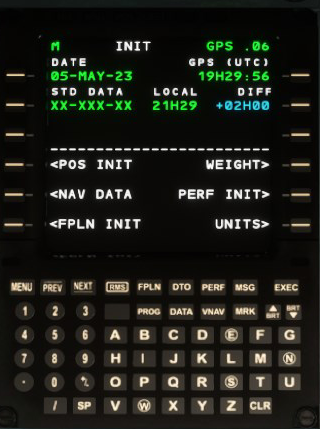 M INIT GPS .06
DATE GPS (UTC)
05-MAY-23 19H29:56
STD DATA LOCAL DIFF
XX-XXX-XX 21H29 +02H00
--------------------------------
<POS INIT WEIGHT>
<NAV DATA PERF INIT>
<FPLN INIT UNITS>
MENU PREV NEXT RMS FPLN DTO PERF MSG EXEC
1 2 3 PROG DATA VNAV MRK BRT BRT
4 5 6 A B C D E F G
7 8 9 H I J K L M N
. 0 +/- O P Q R S T U
/ SP V W X Y Z CLR